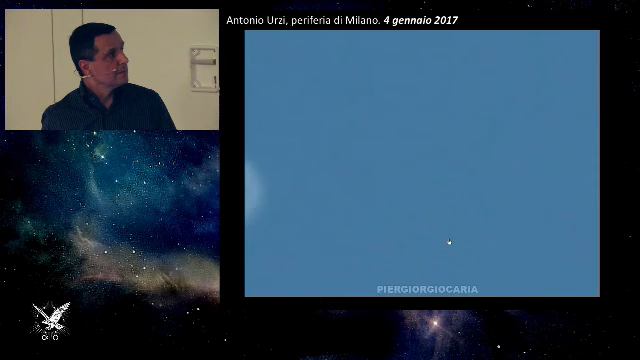 Antonio Urzi, periferia di Milano. 4 gennaio 2017
PIERGIORGIOCARIA